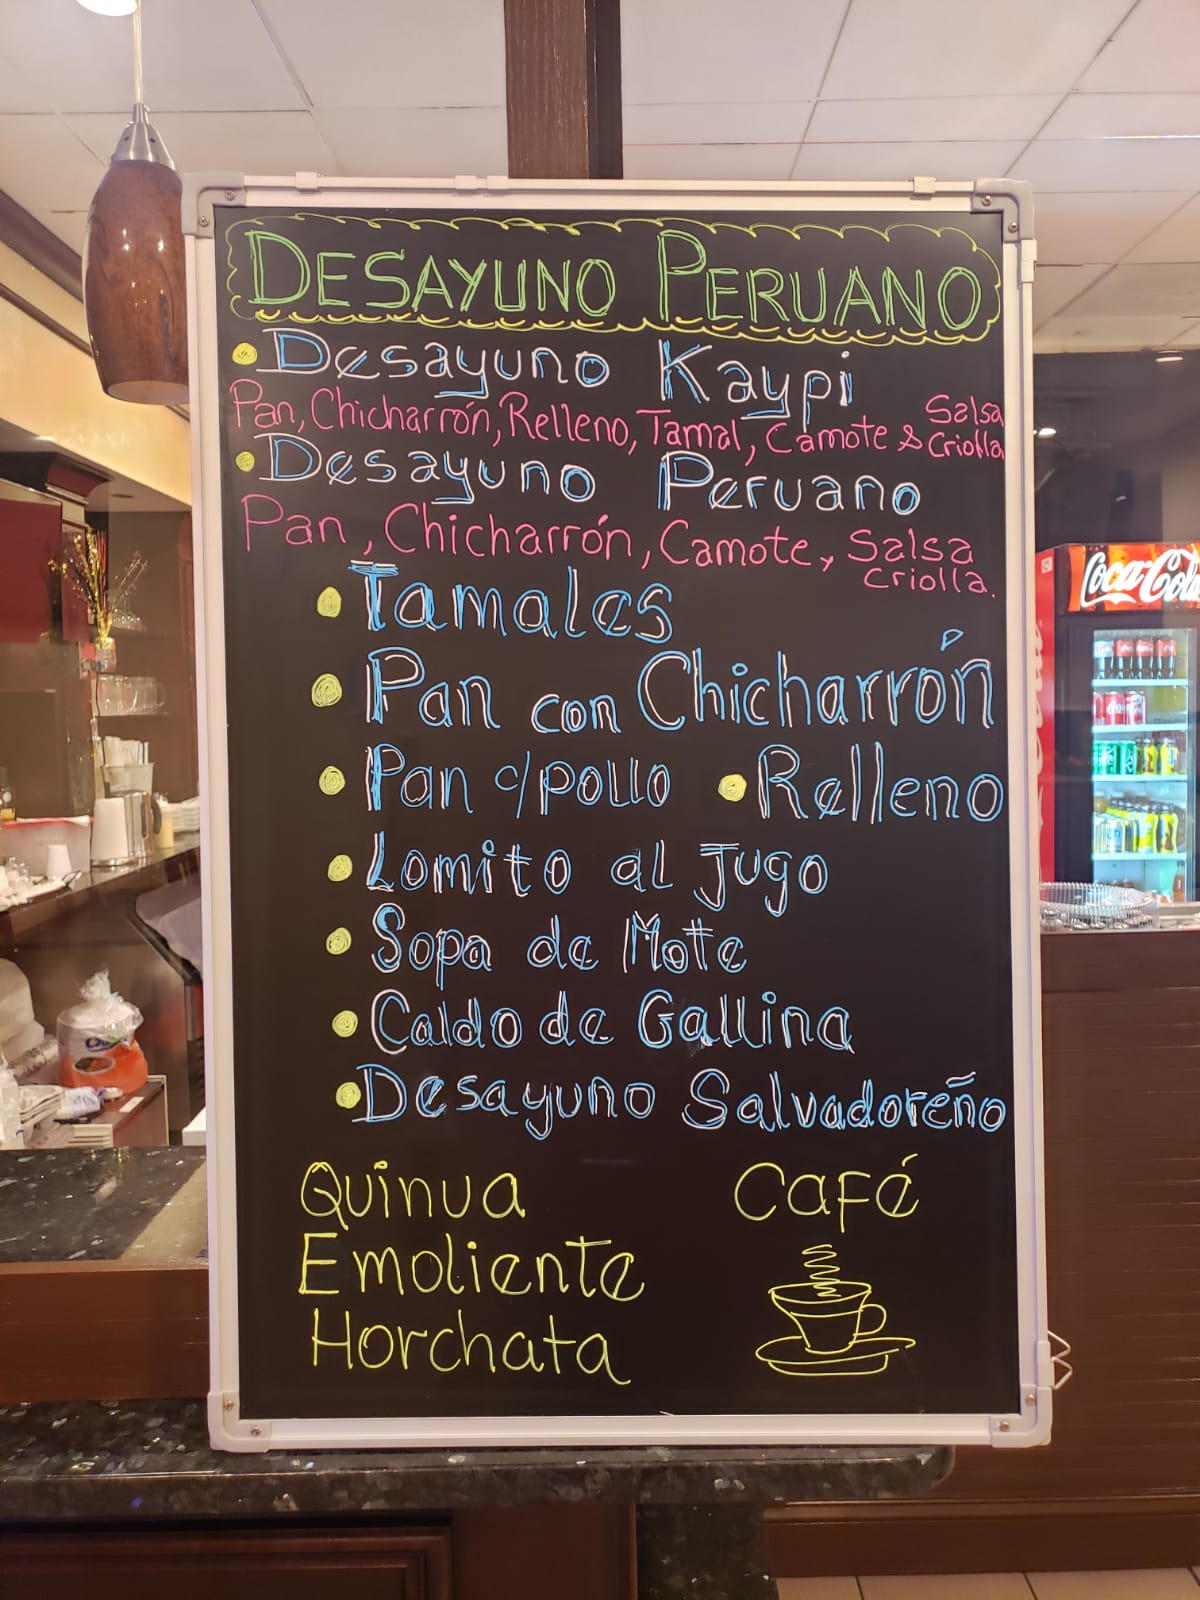 DESAYUNO PERUANO
• Desayuno Kaypi
Pan, Chicharrón, Relleno, Tamal, Camote & Salsa Criolla
• Desayuno Peruano
Pan, Chicharrón, Camote, Salsa criolla.
• Tamales
• Pan con Chicharrón
• Pan c/pollo • Relleno
• Lomito al Jugo
• Sopa de Mote
• Caldo de Gallina
• Desayuno Salvadoreño
Quinua
Café
Emoliente
Horchata
Coca-Cola